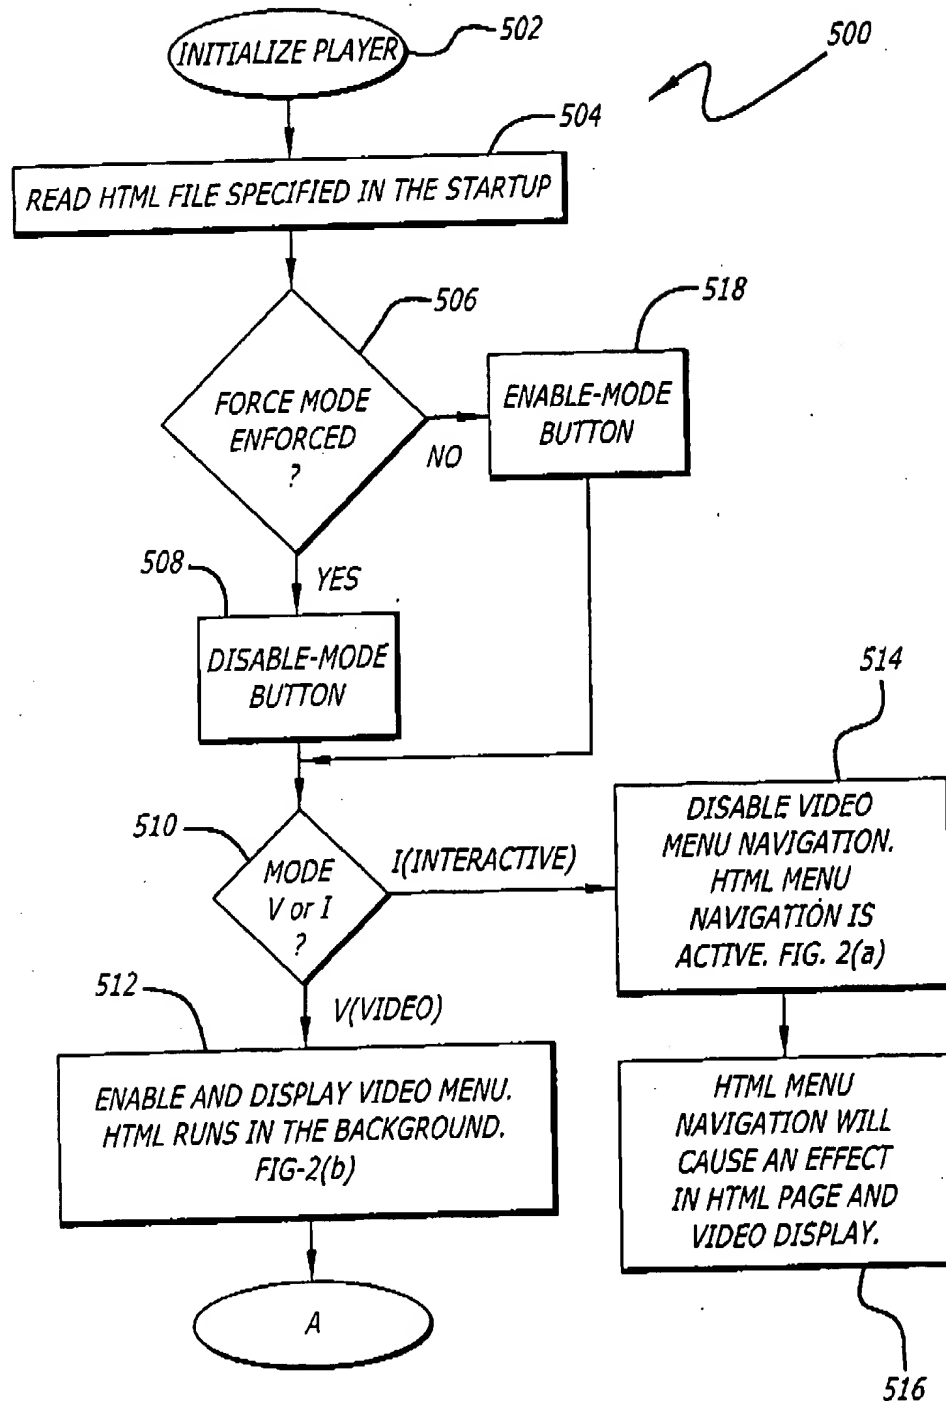 INITIALIZE PLAYER
502
500
504
READ HTML FILE SPECIFIED IN THE STARTUP
506
518
FORCE MODE
ENFORCED
?
NO
ENABLE-MODE
BUTTON
YES
508
DISABLE-MODE
BUTTON
514
510
MODE
V or I
?
I(INTERACTIVE)
DISABLE VIDEO
MENU NAVIGATION.
HTML MENU
NAVIGATION IS
ACTIVE. FIG. 2(a)
512
V(VIDEO)
ENABLE AND DISPLAY VIDEO MENU.
HTML RUNS IN THE BACKGROUND.
FIG-2(b)
HTML MENU
NAVIGATION WILL
CAUSE AN EFFECT
IN HTML PAGE AND
VIDEO DISPLAY.
A
516